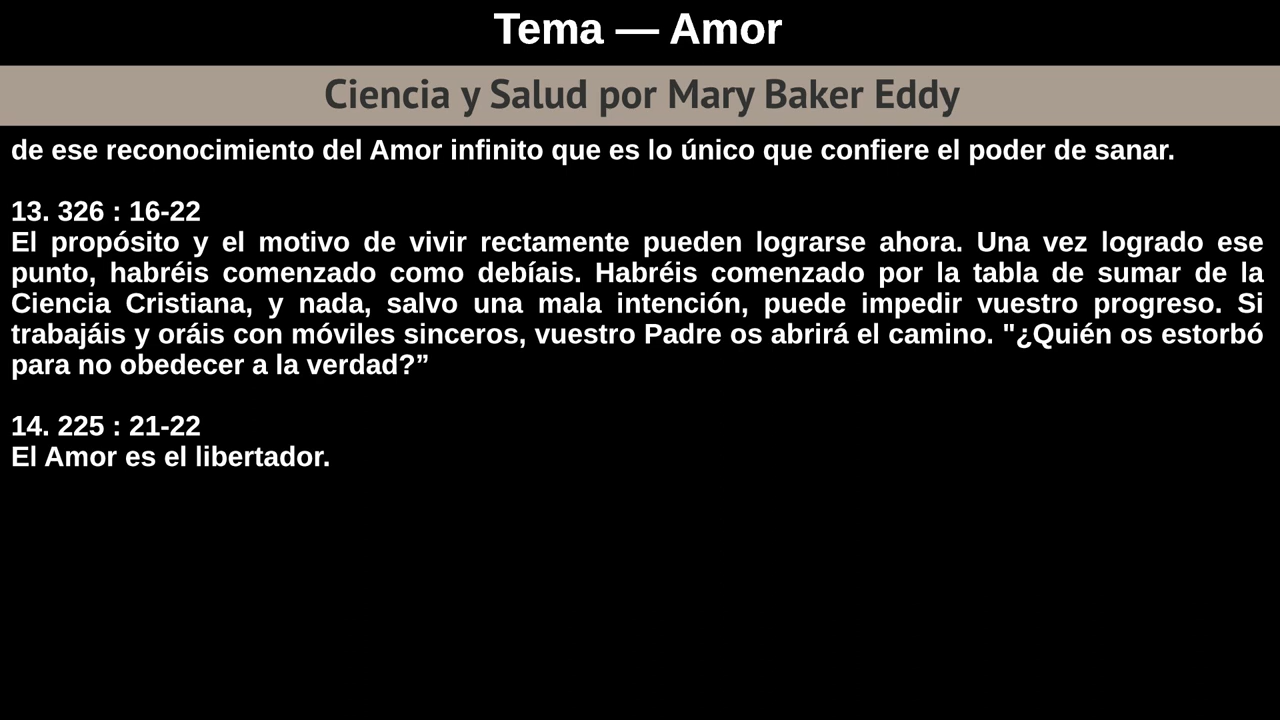 Tema — Amor
Ciencia y Salud por Mary Baker Eddy
de ese reconocimiento del Amor infinito que es lo único que confiere el poder de sanar.
13. 326 : 16-22
El propósito y el motivo de vivir rectamente pueden lograrse ahora. Una vez logrado ese
punto, habréis comenzado como debíais. Habréis comenzado por la tabla de sumar de la
Ciencia Cristiana, y nada, salvo una mala intención, puede impedir vuestro progreso. Si
trabajáis y oráis con móviles sinceros, vuestro Padre os abrirá el camino. "¿Quién os estorbó
para no obedecer a la verdad?”
14. 225 : 21-22
El Amor es el libertador.